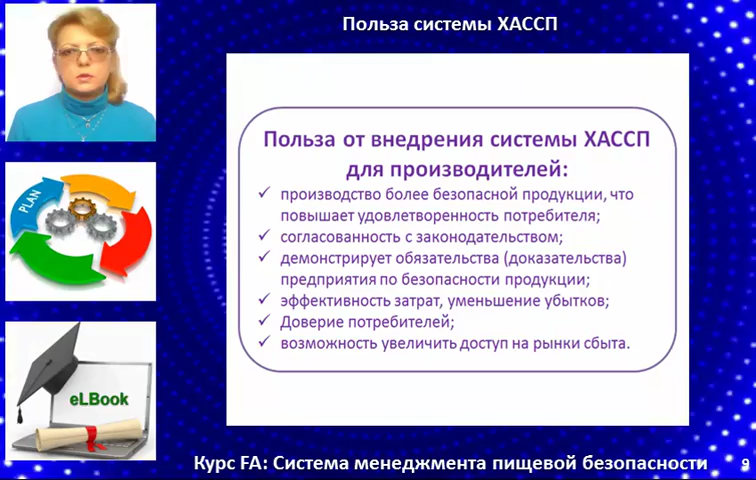 Польза системы ХАССП
Польза от внедрения системы ХАССП
для производителей:
✓ производство более безопасной продукции, что
повышает удовлетворенность потребителя;
✓ согласованность с законодательством;
✓ демонстрирует обязательства (доказательства)
предприятия по безопасности продукции;
✓ эффективность затрат, уменьшение убытков;
✓ Доверие потребителей;
✓ возможность увеличить доступ на рынки сбыта.
PLAN
eLBook
Курс FA: Система менеджмента пищевой безопасности
9